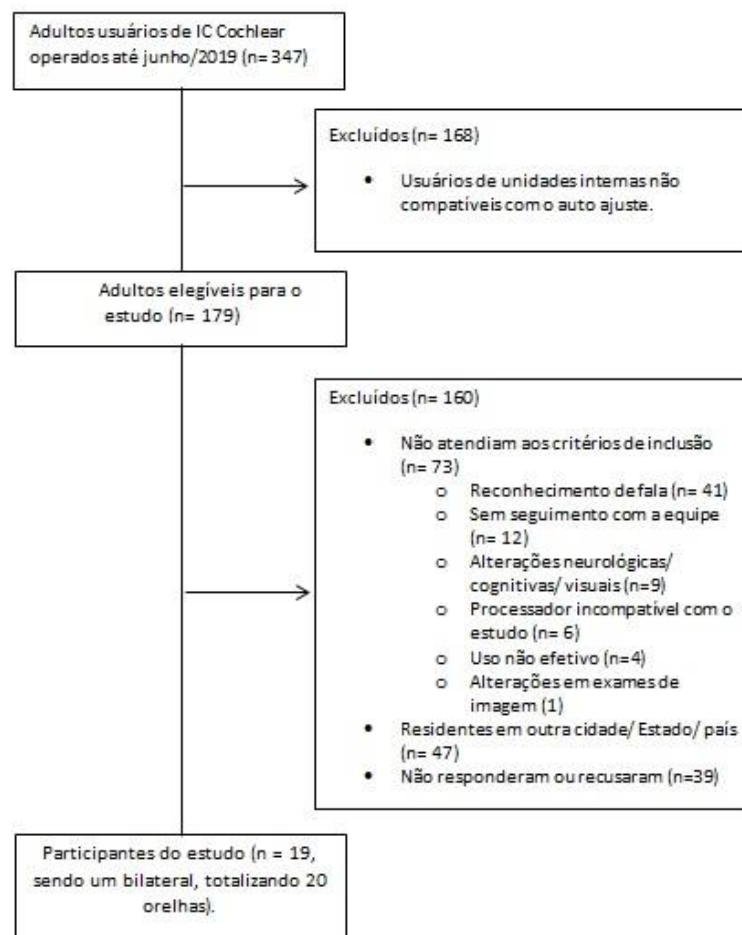 Adultos usuários de IC Cochlear
operados até junho/2019 (n= 347)
Excluídos (n= 168)
• Usuários de unidades internas não
compatíveis com o auto ajuste.
Adultos elegíveis para o
estudo (n= 179)
Excluídos (n= 160)
• Não atendiam aos critérios de inclusão
(n= 73)
o Reconhecimento de fala (n= 41)
o Sem seguimento com a equipe
(n= 12)
o Alterações neurológicas/
cognitivas/ visuais (n=9)
o Processador incompatível com o
estudo (n= 6)
o Uso não efetivo (n=4)
o Alterações em exames de
imagem (1)
• Residentes em outra cidade/ Estado/ país
(n= 47)
• Não responderam ou recusaram (n=39)
Participantes do estudo (n = 19,
sendo um bilateral, totalizando 20
orelhas).